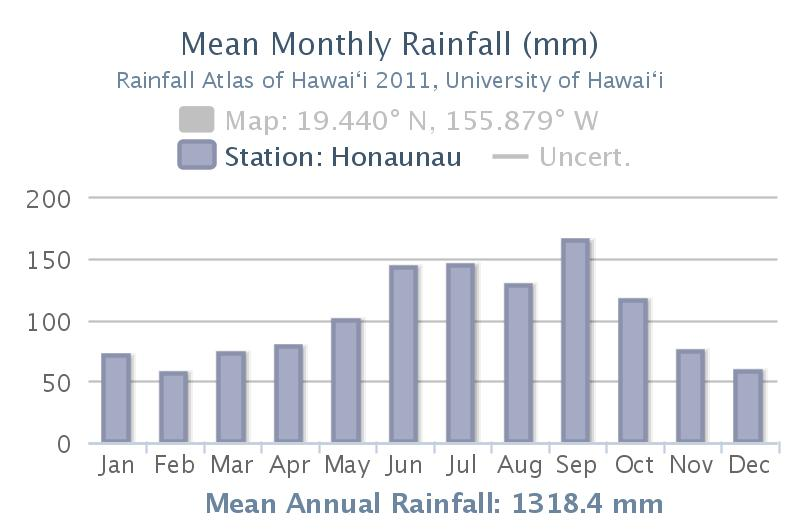 Mean Monthly Rainfall (mm)
Rainfall Atlas of Hawai‘i 2011, University of Hawai‘i
Map: 19.440° N, 155.879° W
Station: Honaunau Uncert.
200
150
100
50
0
Jan Feb Mar Apr May Jun Jul Aug Sep Oct Nov Dec
Mean Annual Rainfall: 1318.4 mm